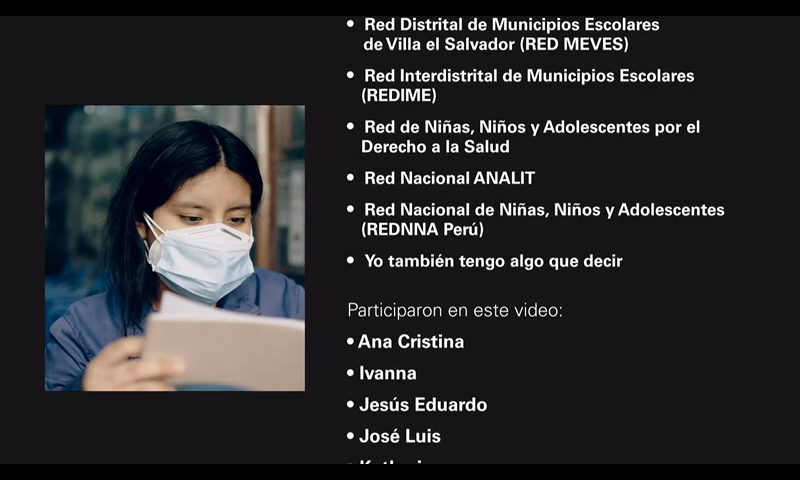 • Red Distrital de Municipios Escolares
de Villa el Salvador (RED MEVES)
• Red Interdistrital de Municipios Escolares
(REDIME)
• Red de Niñas, Niños y Adolescentes por el
Derecho a la Salud
• Red Nacional ANALIT
• Red Nacional de Niñas, Niños y Adolescentes
(REDNNA Perú)
• Yo también tengo algo que decir
Participaron en este video:
• Ana Cristina
• Ivanna
• Jesús Eduardo
• José Luis